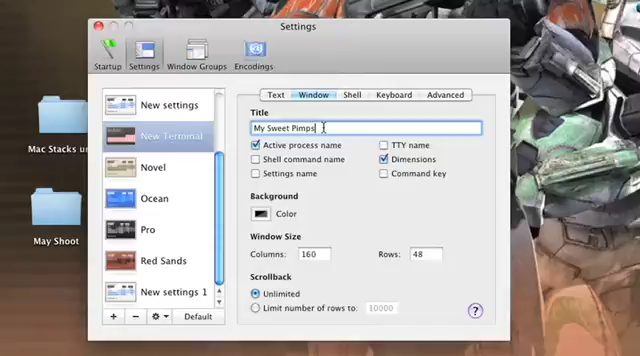 Settings
Startup Settings Window Groups Encodings
New settings
New Terminal
Novel
Ocean
Pro
Red Sands
New settings 1
+ − Default
Text Window Shell Keyboard Advanced
Title
My Sweet Pimps
Active process name TTY name
Shell command name Dimensions
Settings name Command key
Background
Color
Window Size
Columns: 160 Rows: 48
Scrollback
Unlimited
Limit number of rows to: 10000
?
Mac Stacks ur
May Shoot